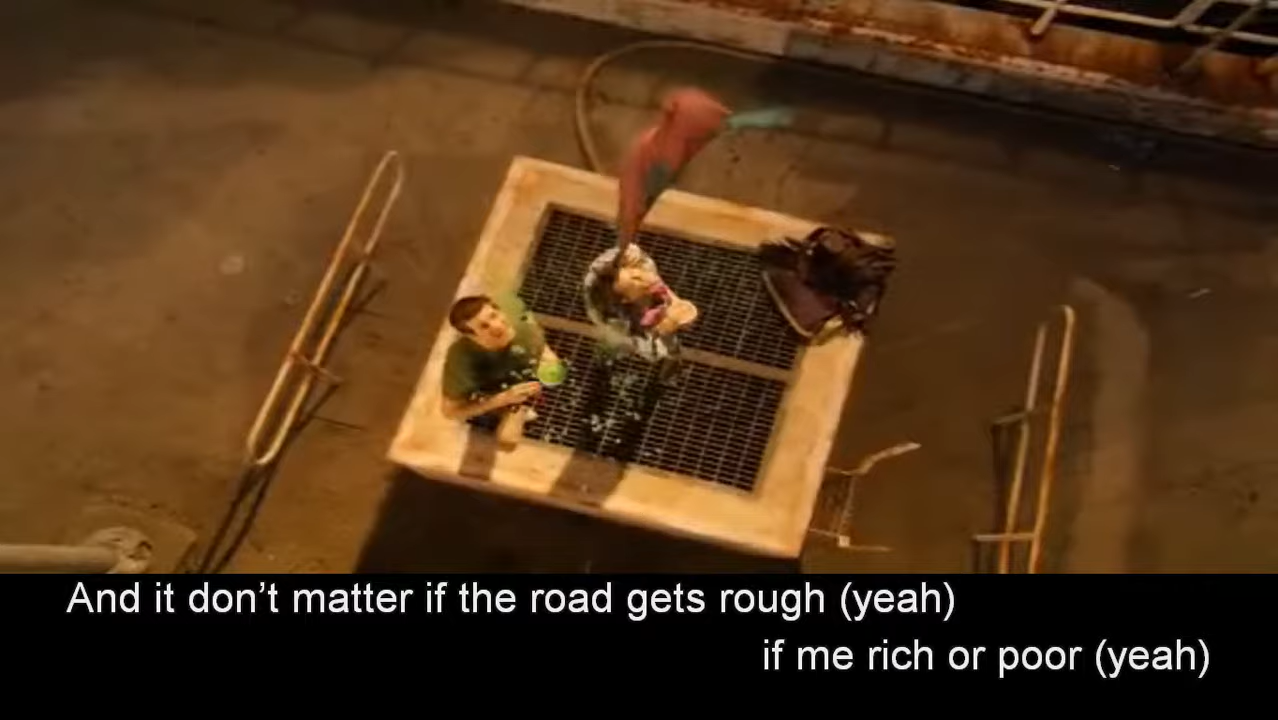 And it don’t matter if the road gets rough (yeah)
if me rich or poor (yeah)